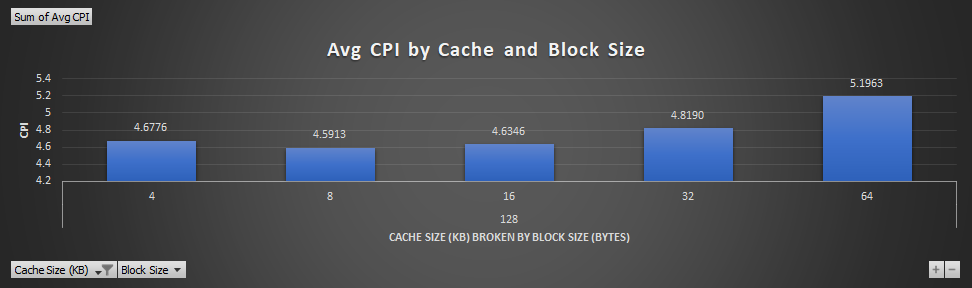 Sum of Avg CPI
Avg CPI by Cache and Block Size
5.4
5.2
5
4.8
4.6
4.4
4.2
CPI
4.6776
4.5913
4.6346
4.8190
5.1963
4 8 16 32 64
128
CACHE SIZE (KB) BROKEN BY BLOCK SIZE (BYTES)
Cache Size (KB) Block Size
+ −